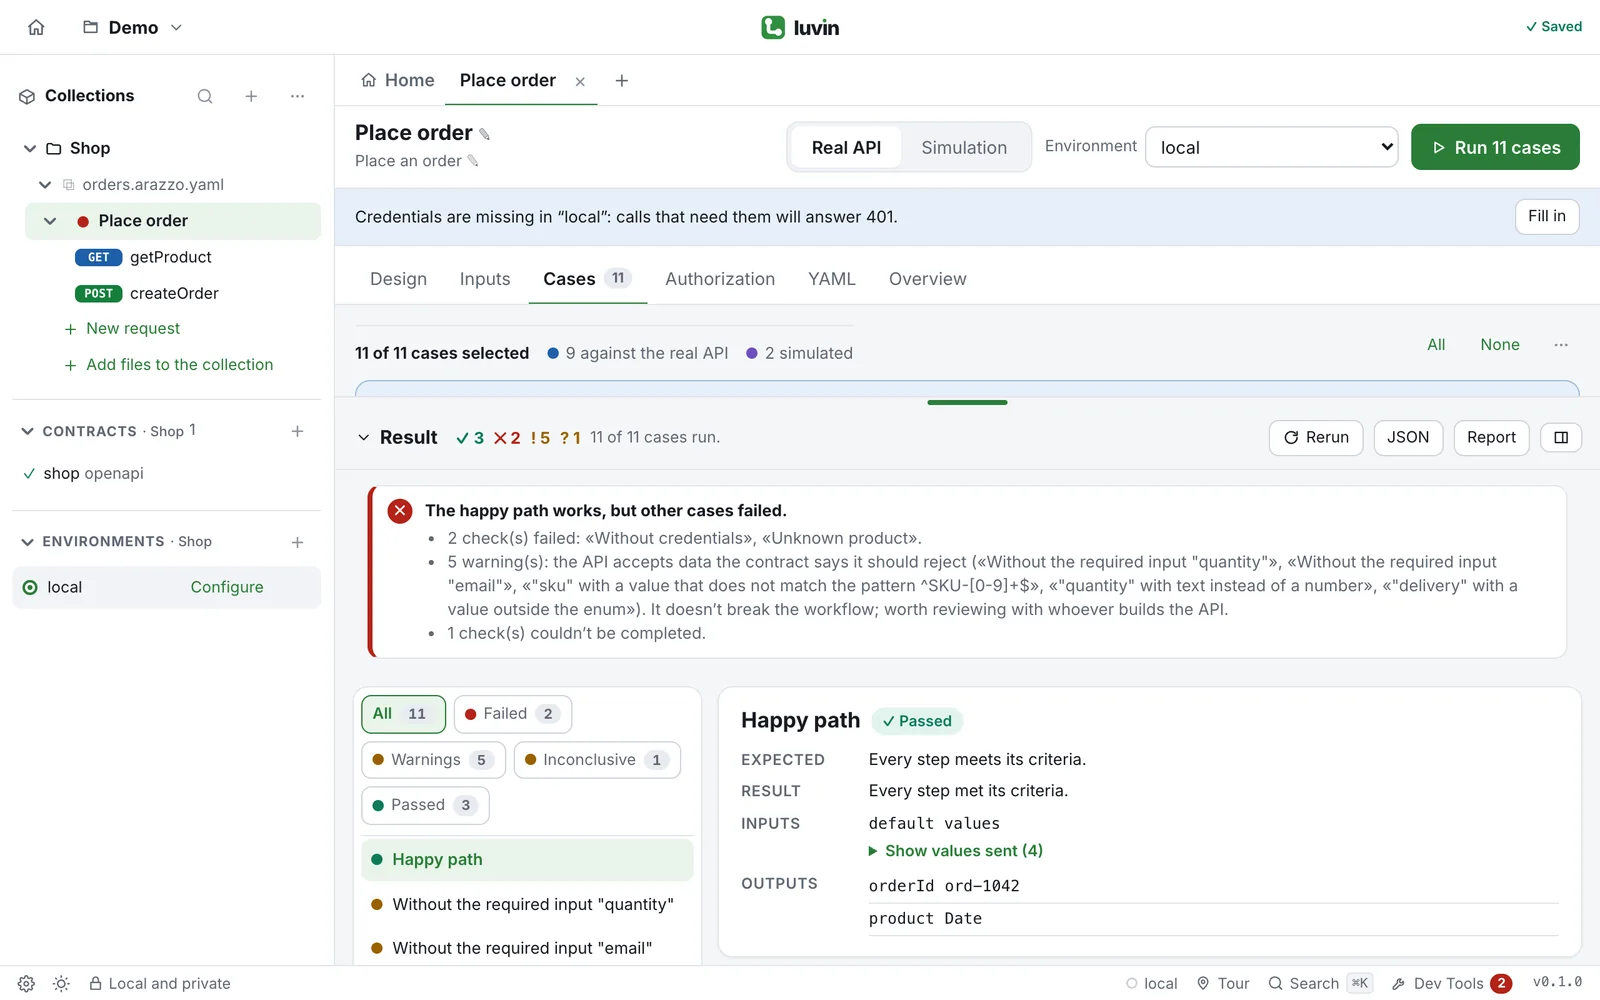 Demo
luvin
Saved
Collections
Shop
orders.arazzo.yaml
Place order
GET getProduct
POST createOrder
+ New request
+ Add files to the collection
CONTRACTS · Shop 1
shop openapi
ENVIRONMENTS · Shop
local Configure
Home Place order
Place order
Place an order
Real API Simulation Environment local Run 11 cases
Credentials are missing in “local”: calls that need them will answer 401. Fill in
Design Inputs Cases 11 Authorization YAML Overview
11 of 11 cases selected 9 against the real API 2 simulated All None
Result ✓ 3 ✕ 2 ! 5 ? 1 11 of 11 cases run. Rerun JSON Report
The happy path works, but other cases failed.
• 2 check(s) failed: «Without credentials», «Unknown product».
• 5 warning(s): the API accepts data the contract says it should reject («Without the required input "quantity"», «Without the required input
"email"», «"sku" with a value that does not match the pattern ^SKU-[0-9]+$», «"quantity" with text instead of a number», «"delivery" with a
value outside the enum»). It doesn’t break the workflow; worth reviewing with whoever builds the API.
• 1 check(s) couldn’t be completed.
All 11 Failed 2
Warnings 5 Inconclusive 1
Passed 3
Happy path
Without the required input "quantity"
Without the required input "email"
Happy path ✓ Passed
EXPECTED Every step meets its criteria.
RESULT Every step met its criteria.
INPUTS default values
Show values sent (4)
OUTPUTS orderId ord-1042
product Date
Local and private
local Tour Search ⌘K Dev Tools 2 v0.1.0